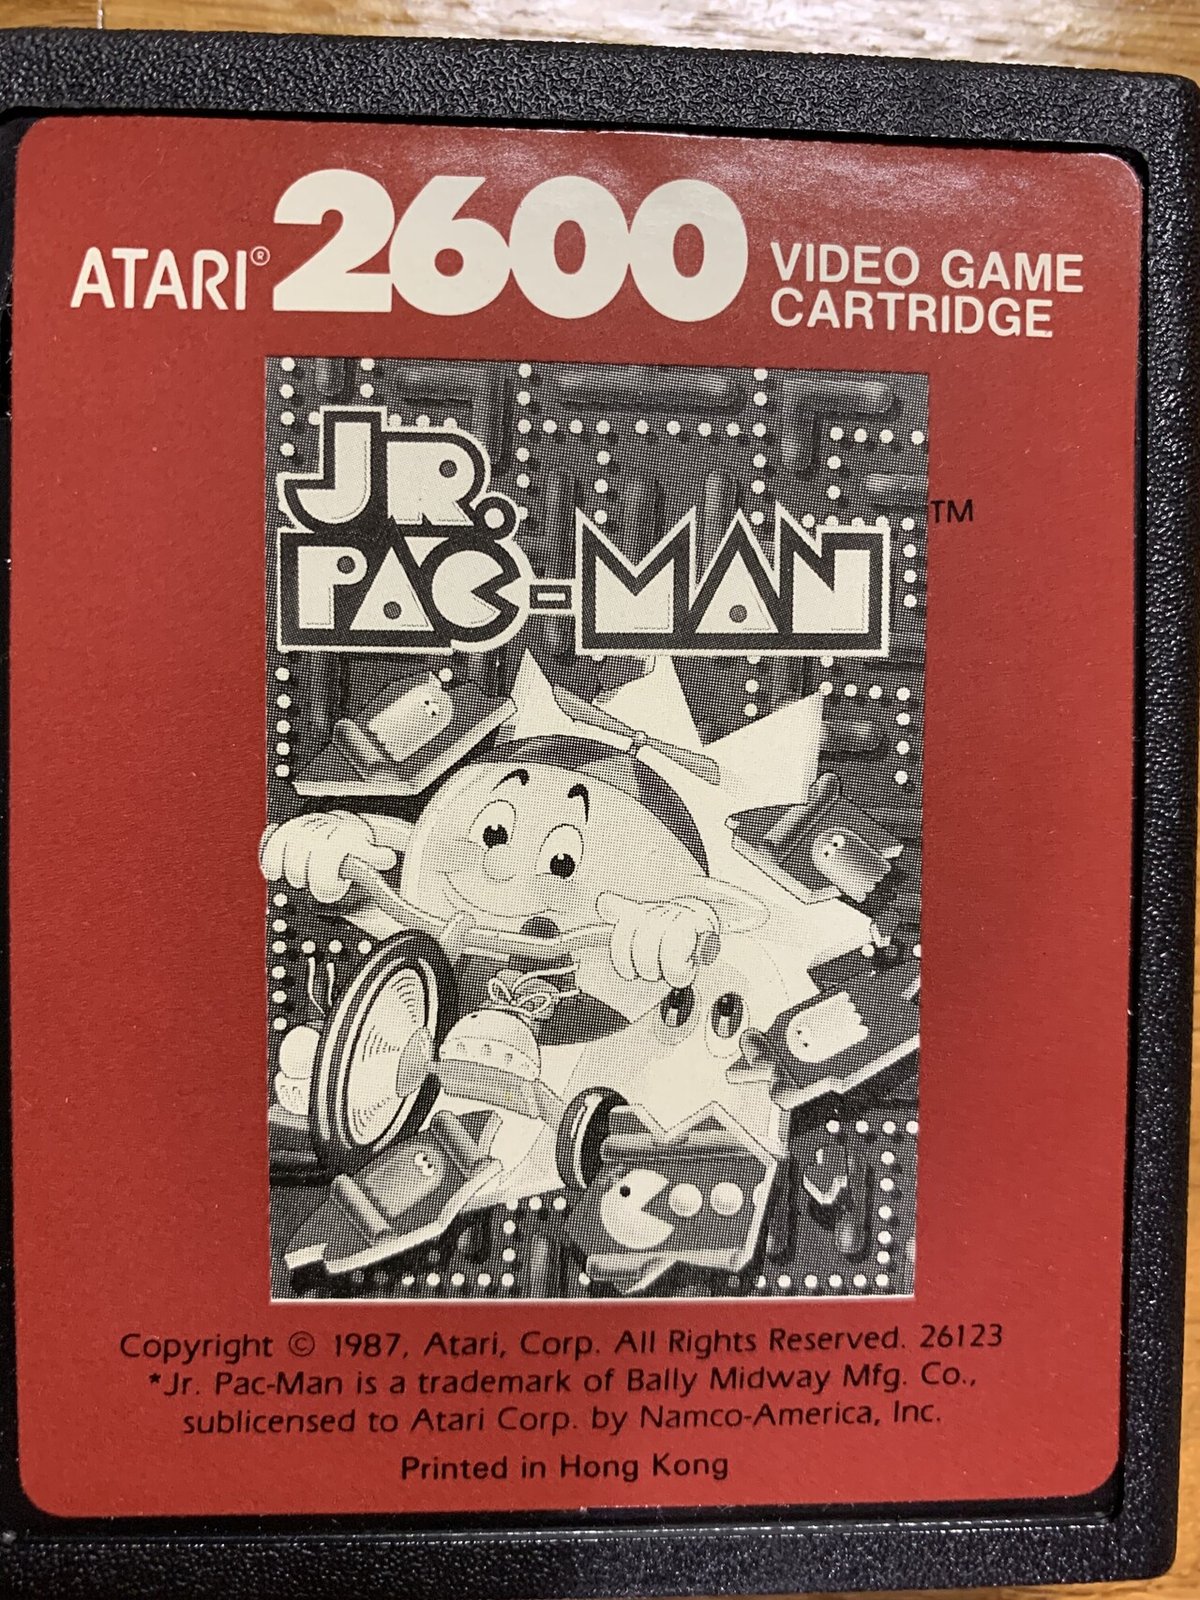 ATARI® 2600 VIDEO GAME
CARTRIDGE
JR.
PAC-MAN TM
Copyright © 1987, Atari, Corp. All Rights Reserved. 26123
*Jr. Pac-Man is a trademark of Bally Midway Mfg. Co.,
sublicensed to Atari Corp. by Namco-America, Inc.
Printed in Hong Kong